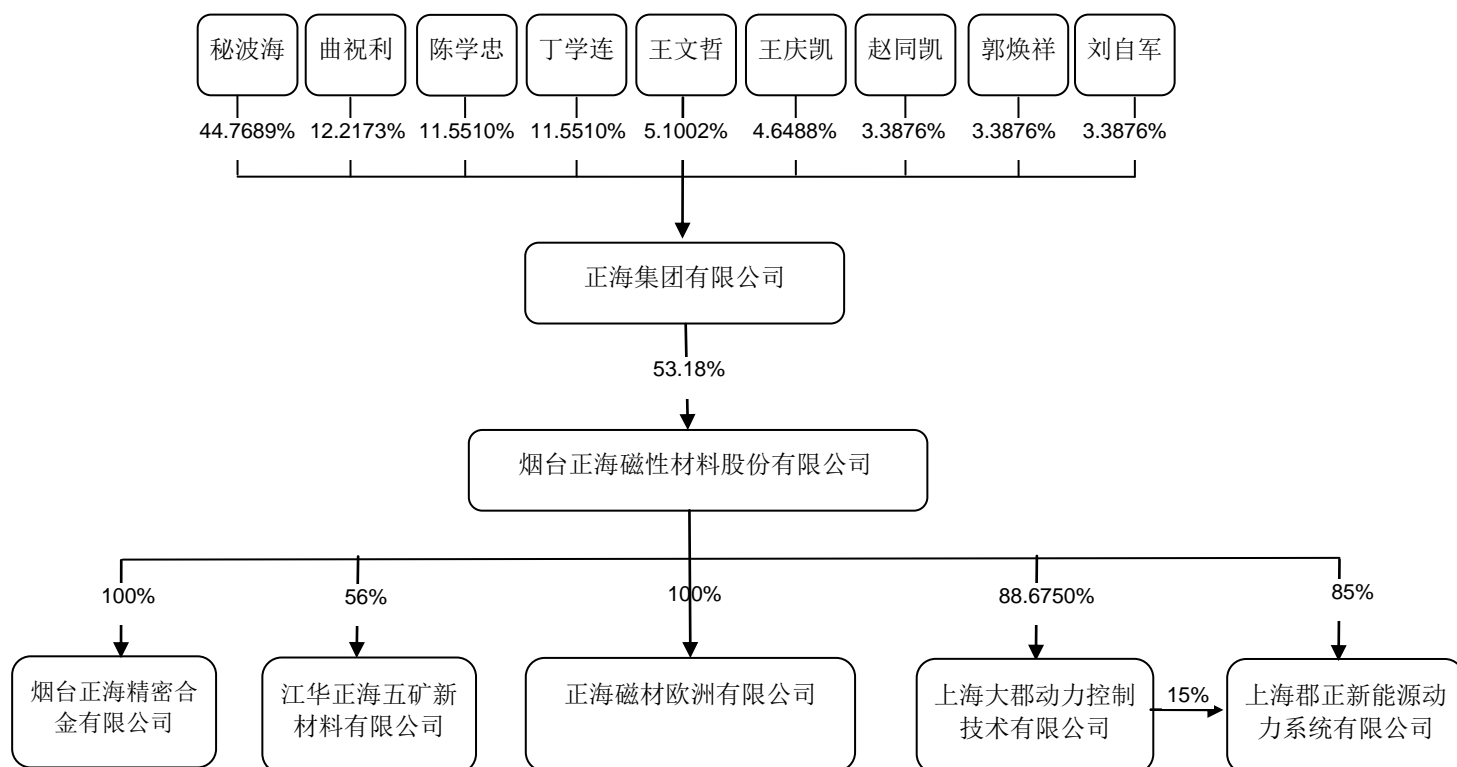 秘波海
曲祝利
陈学忠
丁学连
王文哲
王庆凯
赵同凯
郭焕祥
刘自军
44.7689%
12.2173%
11.5510%
11.5510%
5.1002%
4.6488%
3.3876%
3.3876%
3.3876%
正海集团有限公司
53.18%
烟台正海磁性材料股份有限公司
100%
56%
100%
88.6750%
85%
烟台正海精密合
金有限公司
江华正海五矿新
材料有限公司
正海磁材欧洲有限公司
上海大郡动力控制
技术有限公司
15%
上海郡正新能源动
力系统有限公司